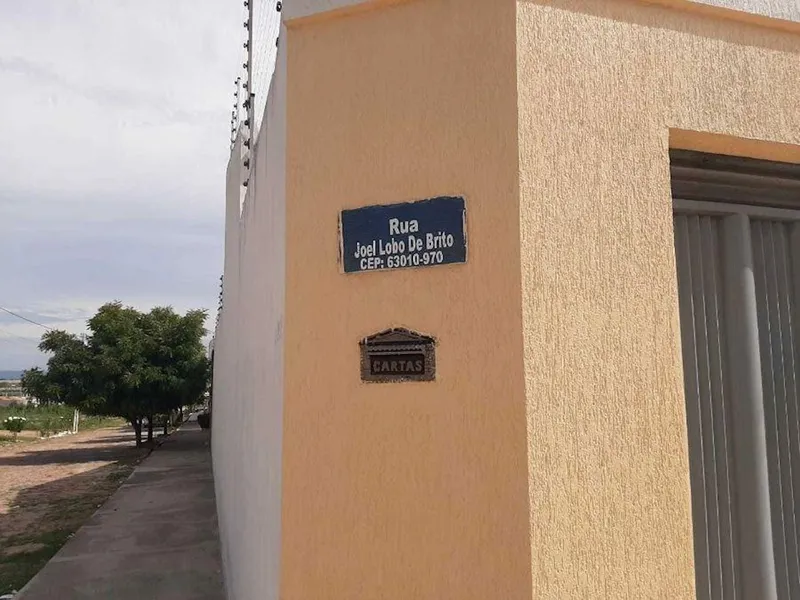 Rua
Joel Lobo De Brito
CEP: 63010-970
CARTAS